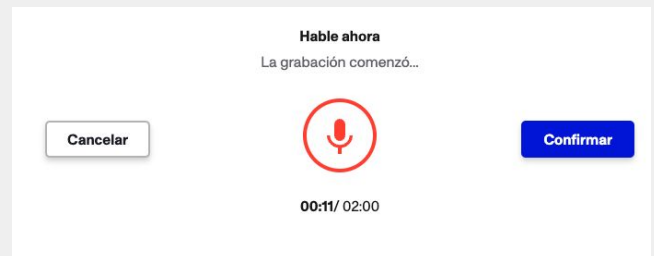 Hable ahora
La grabación comenzó...
Cancelar
Confirmar
00:11/ 02:00